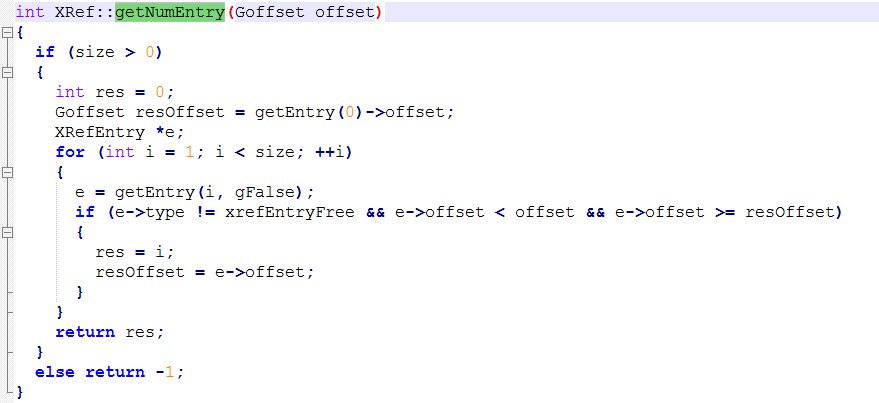 int XRef::getNumEntry(Goffset offset)
{
  if (size > 0)
  {
    int res = 0;
    Goffset resOffset = getEntry(0)->offset;
    XRefEntry *e;
    for (int i = 1; i < size; ++i)
    {
      e = getEntry(i, gFalse);
      if (e->type != xrefEntryFree && e->offset < offset && e->offset >= resOffset)
      {
        res = i;
        resOffset = e->offset;
      }
    }
    return res;
  }
  else return -1;
}